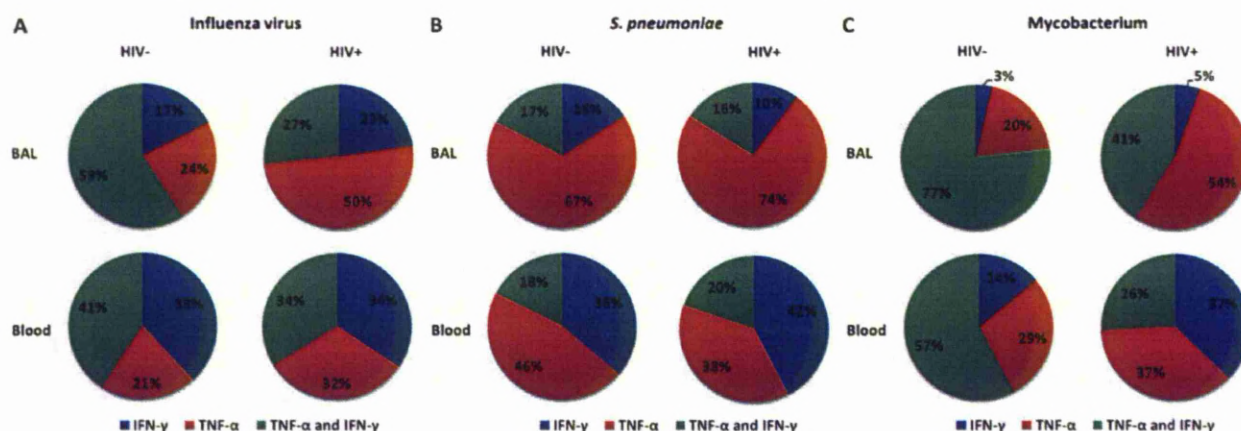 A Influenza virus B S. pneumoniae C Mycobacterium
HIV- HIV+ HIV- HIV+ HIV- HIV+
BAL 59% 17% 24% 27% 23% 50% BAL 17% 16% 67% 16% 10% 74% BAL 3% 20% 77% 5% 41% 54%
Blood 41% 38% 21% 34% 34% 32% Blood 18% 36% 46% 20% 42% 38% Blood 14% 57% 29% 26% 37% 37%
IFN-γ TNF-α TNF-α and IFN-γ IFN-γ TNF-α TNF-α and IFN-γ IFN-γ TNF-α TNF-α and IFN-γ